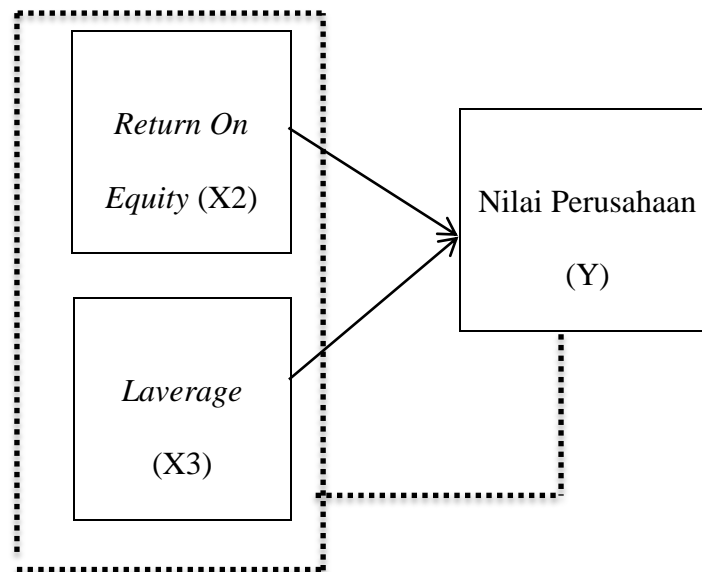 Return On
Equity (X2)
Nilai Perusahaan
(Y)
Laverage
(X3)